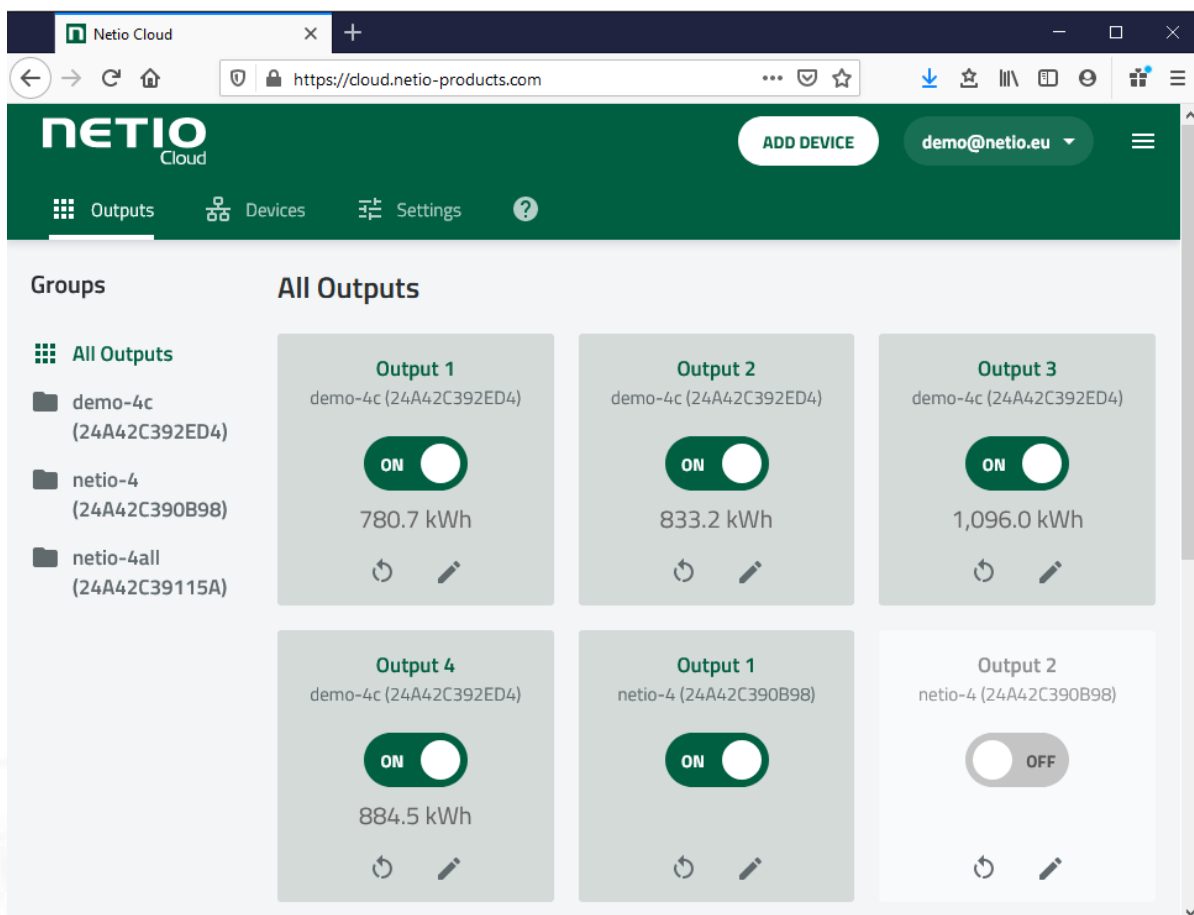 Netio Cloud
https://cloud.netio-products.com
NETIO
Cloud
ADD DEVICE
demo@netio.eu
Outputs
Devices
Settings
?
Groups
All Outputs
demo-4c
(24A42C392ED4)
netio-4
(24A42C390B98)
netio-4all
(24A42C39115A)
All Outputs
Output 1
demo-4c (24A42C392ED4)
ON
780.7 kWh
Output 2
demo-4c (24A42C392ED4)
ON
833.2 kWh
Output 3
demo-4c (24A42C392ED4)
ON
1,096.0 kWh
Output 4
demo-4c (24A42C392ED4)
ON
884.5 kWh
Output 1
netio-4 (24A42C390B98)
ON
Output 2
netio-4 (24A42C390B98)
OFF